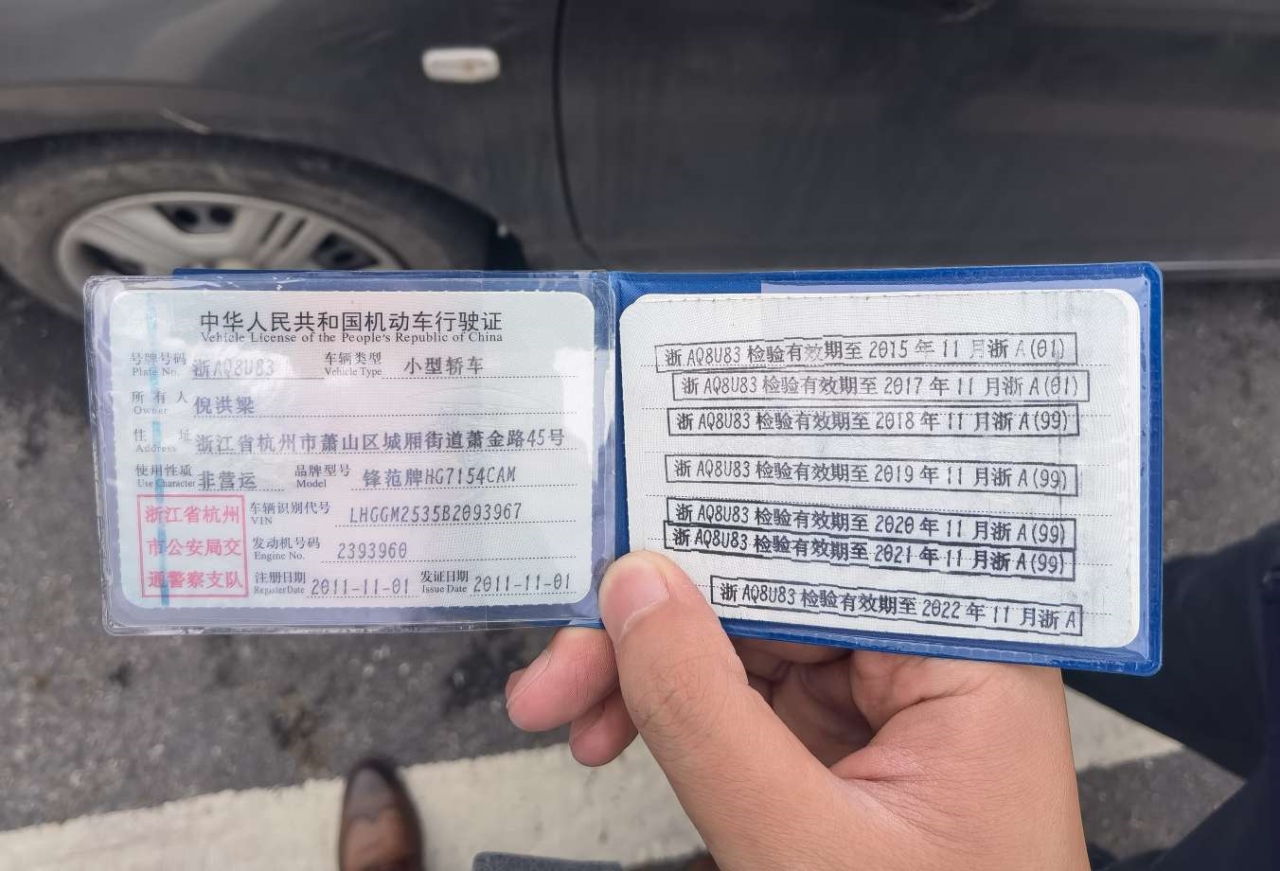 中华人民共和国机动车行驶证
Vehicle License of the People's Republic of China
号牌号码 浙AQ8U83 车辆类型 小型轿车
Plate No. Vehicle Type
所有人 倪洪梁
Owner
住址 浙江省杭州市萧山区城厢街道萧金路45号
Address
使用性质 非营运 品牌型号 锋范牌HG7154CAM
Use Character Model
浙江省杭州
市公安局交
通警察支队
车辆识别代号 LHGGM2535B2093967
VIN
发动机号码 2393960
Engine No.
注册日期 2011-11-01 发证日期 2011-11-01
Register Date Issue Date
浙AQ8U83 检验有效期至 2015 年 11 月浙 A(01)
浙AQ8U83 检验有效期至 2017 年 11 月浙 A(01)
浙AQ8U83 检验有效期至 2018 年 11 月浙 A(99)
浙AQ8U83 检验有效期至 2019 年 11 月浙 A(99)
浙AQ8U83 检验有效期至 2020 年 11 月浙 A(99)
浙AQ8U83 检验有效期至 2021 年 11 月浙 A(99)
浙AQ8U83 检验有效期至 2022 年 11 月浙 A